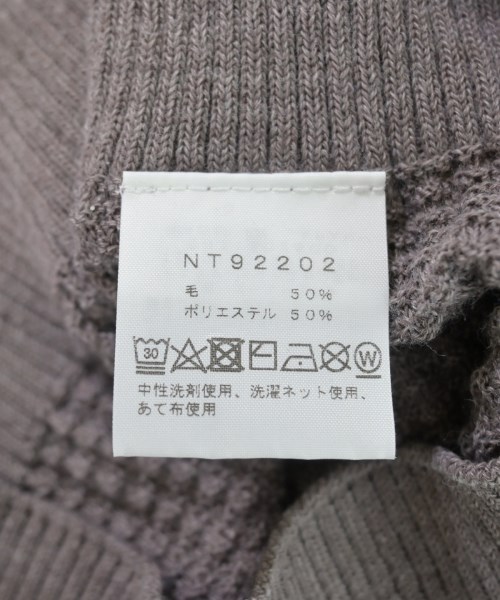 NT92202
毛 50%
ポリエステル 50%
30 W
中性洗剤使用、洗濯ネット使用、
あて布使用